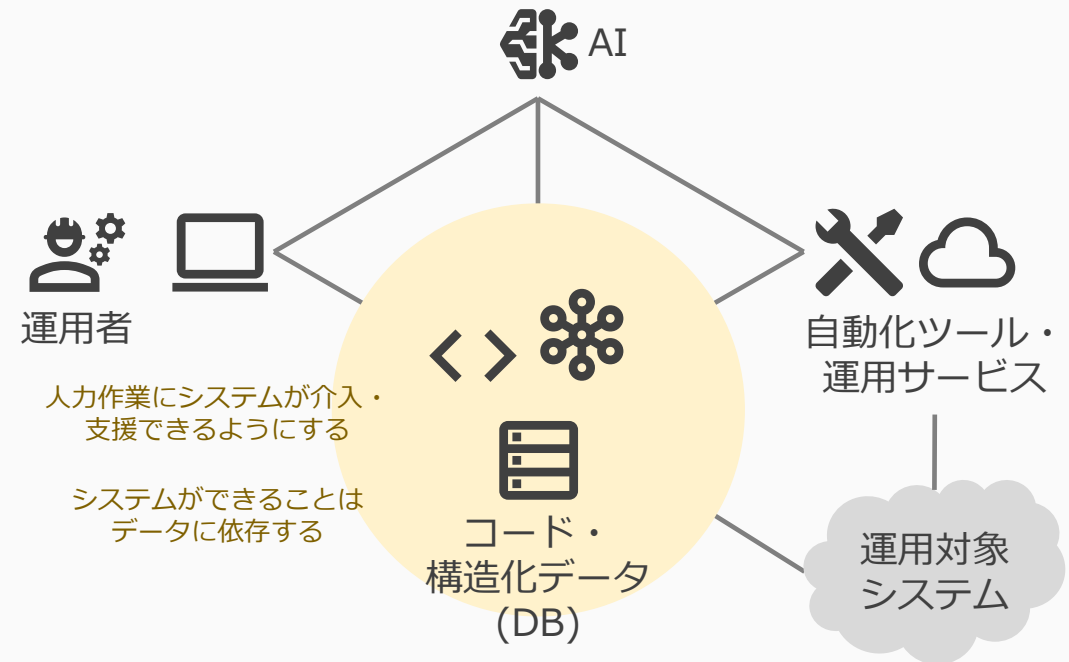 AI
運用者
自動化ツール・
運用サービス
人力作業にシステムが介入・
支援できるようにする
システムができることは
データに依存する
コード・
構造化データ
(DB)
運用対象
システム